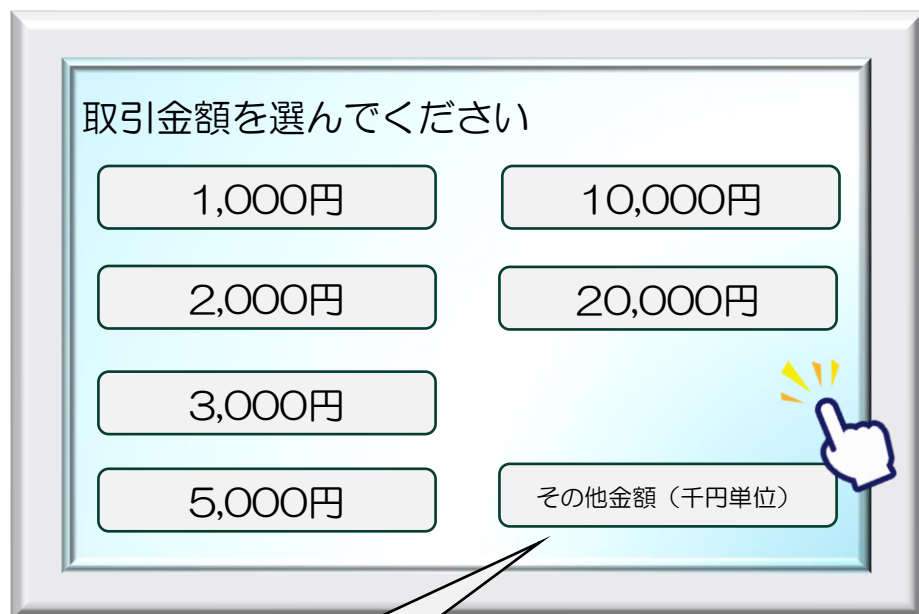 取引金額を選んでください
1,000円
10,000円
2,000円
20,000円
3,000円
5,000円
その他金額（千円単位）